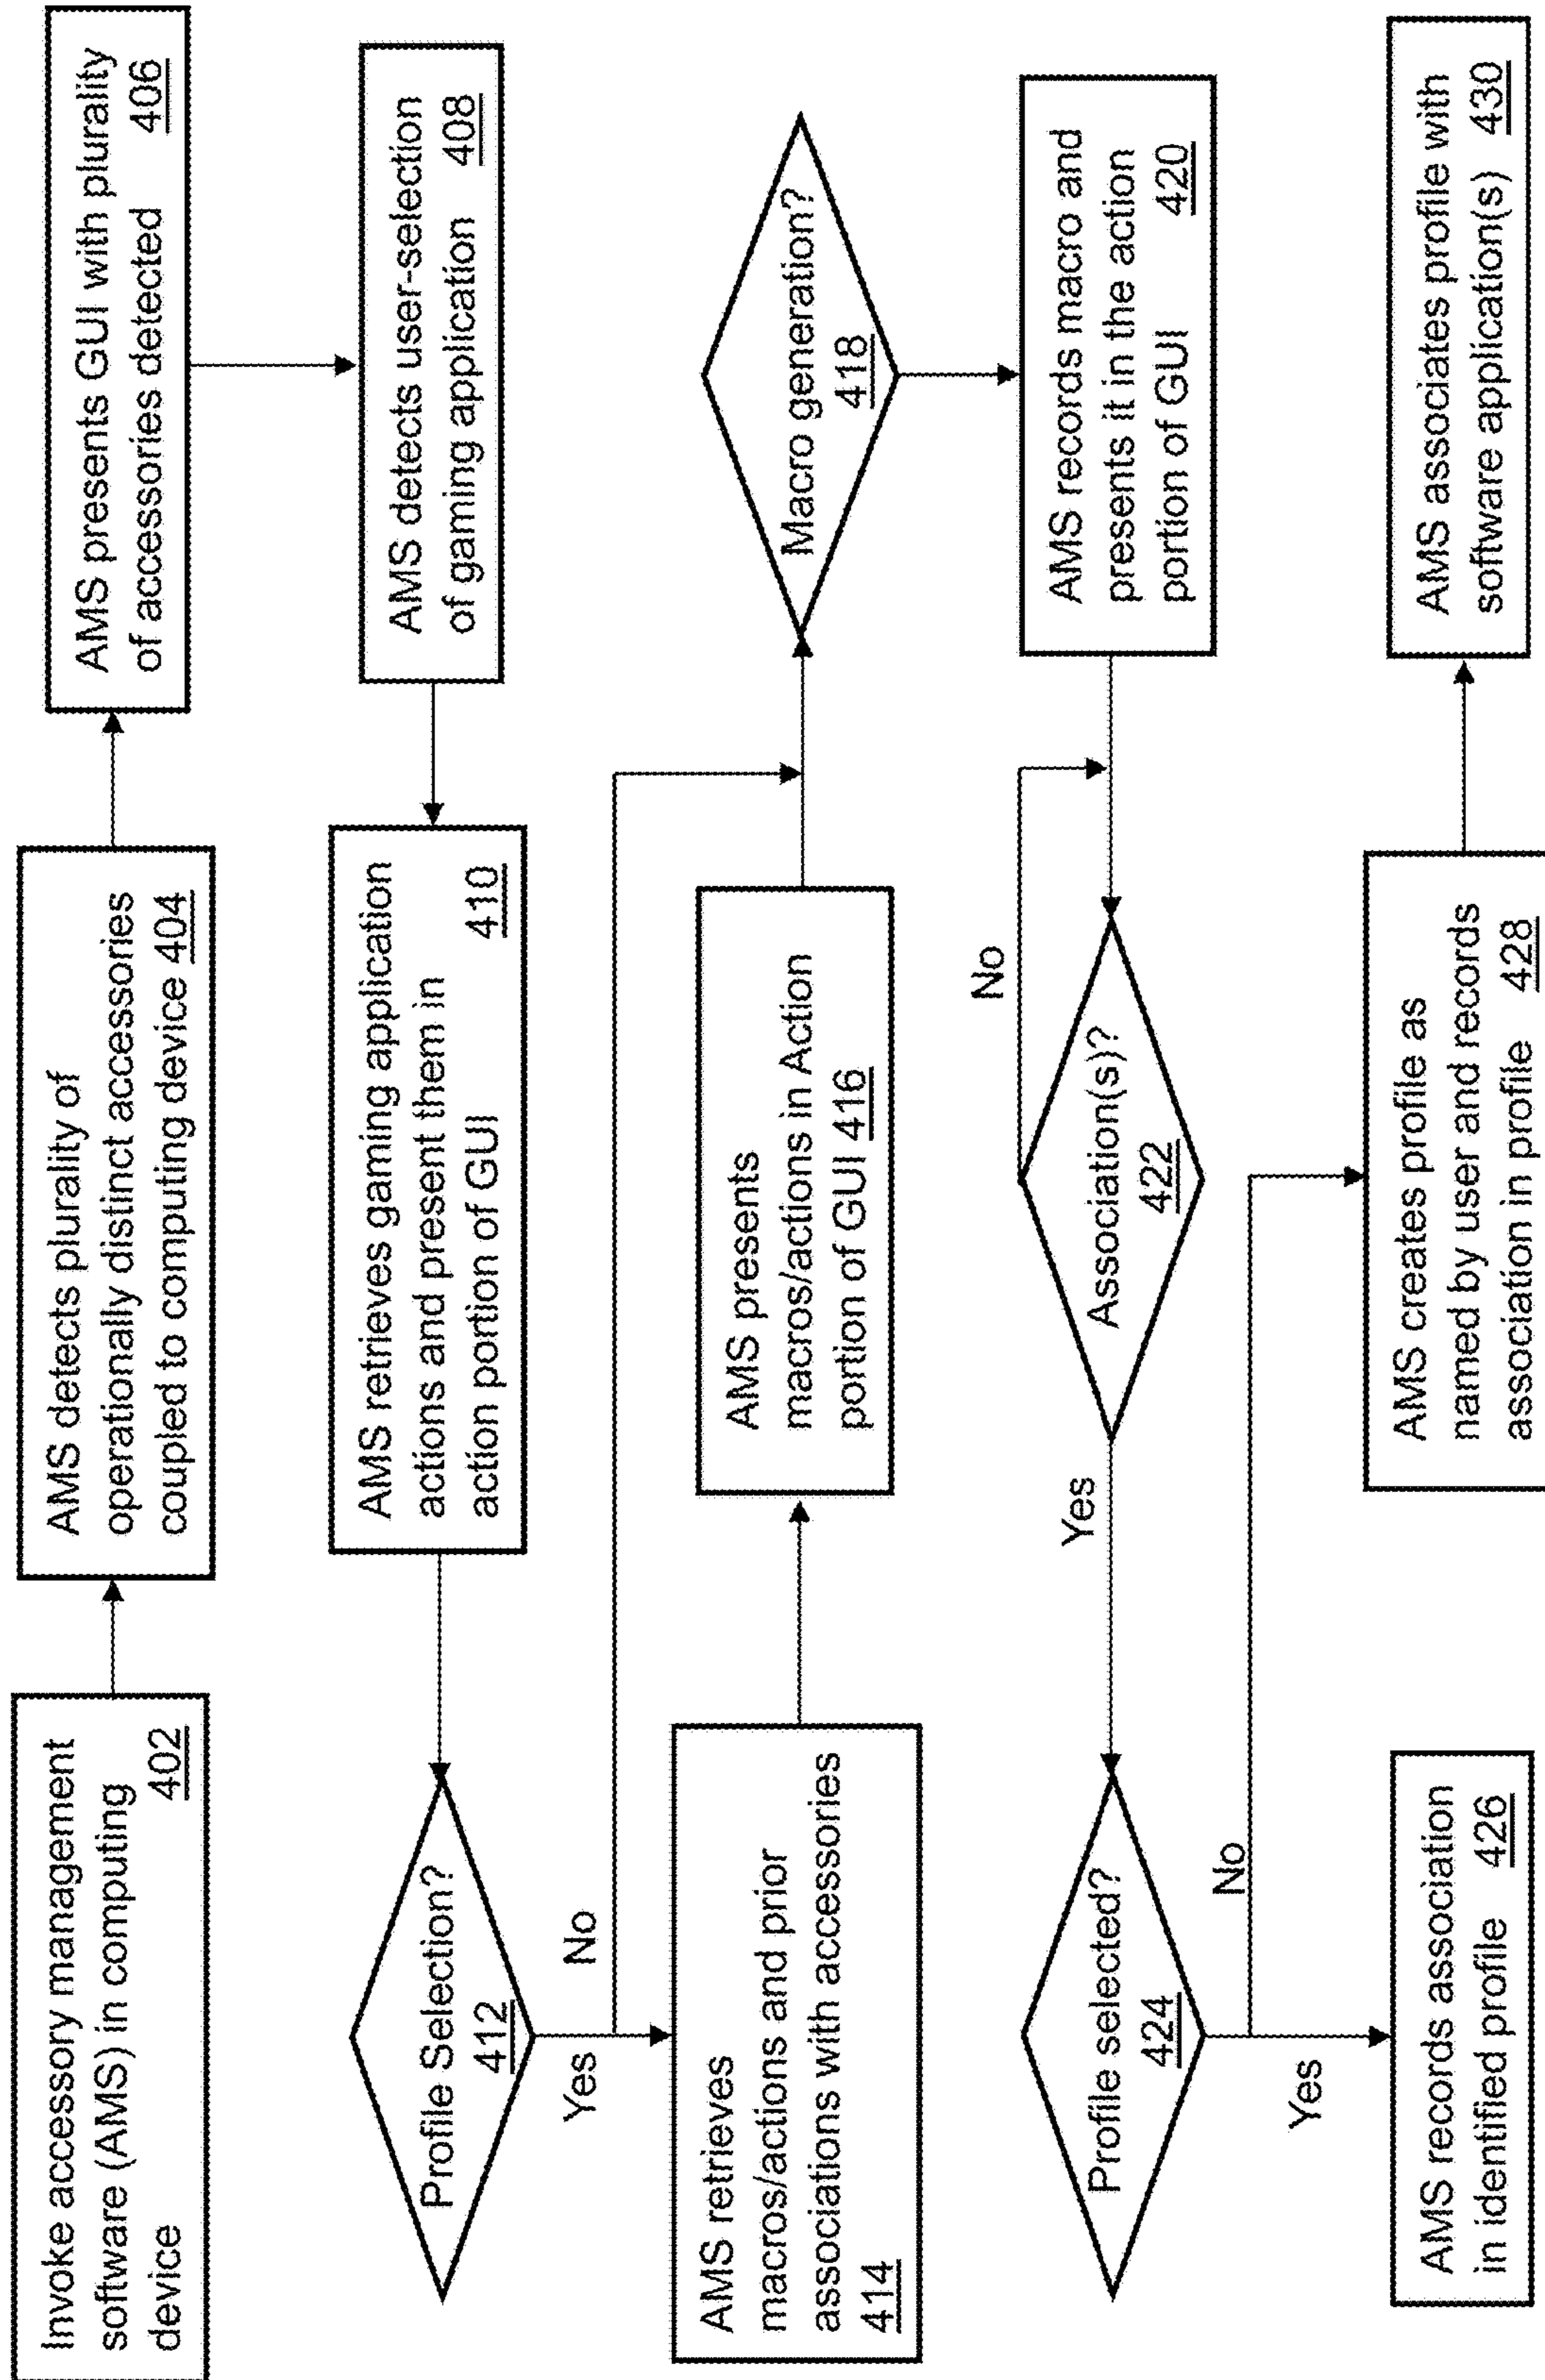 Invoke accessory management
software (AMS) in computing
device 402
AMS detects plurality of
operationally distinct accessories
coupled to computing device 404
AMS presents GUI with plurality
of accessories detected 406
AMS detects user-selection
of gaming application 408
AMS retrieves gaming application
actions and present them in
action portion of GUI 410
Profile Selection?
412
Yes
No
AMS retrieves
macros/actions and prior
associations with accessories
414
AMS presents
macros/actions in Action
portion of GUI 416
Macro generation?
418
AMS records macro and
presents it in the action
portion of GUI 420
Association(s)?
422
No
Yes
Profile selected?
424
No
Yes
AMS records association
in identified profile 426
AMS creates profile as
named by user and records
association in profile 428
AMS associates profile with
software application(s) 430